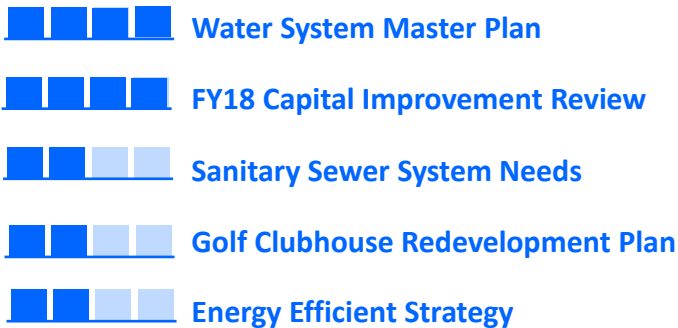 Water System Master Plan
FY18 Capital Improvement Review
Sanitary Sewer System Needs
Golf Clubhouse Redevelopment Plan
Energy Efficient Strategy